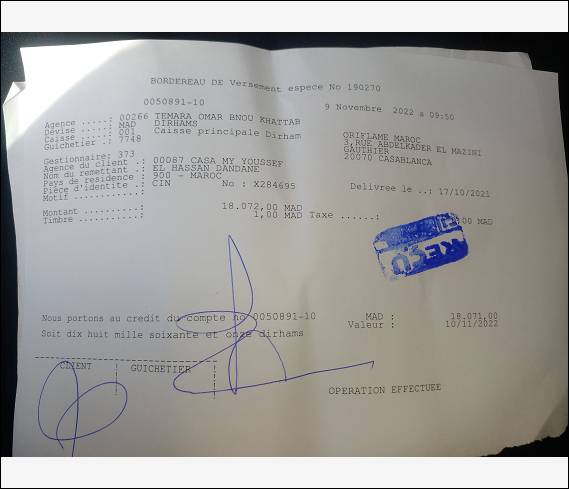 BORDEREAU DE Versement espece No 190270
0050891-10
9 Novembre 2022 a 09:50
Agence .....: 00266 TEMARA OMAR BNOU KHATTAB
Devise .....: MAD DIRHAMS
Caisse .....: 001 Caisse principale Dirham
Guichetier .: 7748
ORIFLAME MAROC
3,RUE ABDELKADER EL MAZINI
GAUTHIER
20070 CASABLANCA
Gestionnaire: 373
Agence du client .: 00087 CASA MY YOUSSEF
Nom du remettant .: EL HASSAN DANDANE
Pays de residence : 900 - MAROC
Pièce d'identite .: CIN No : X284695 Delivree le ..: 17/10/2021
Motif ............:
Montant ..........: 18.072,00 MAD
Timbre ...........: 1,00 MAD Taxe ......: 00 MAD
REÇU
Nous portons au credit du compte no 0050891-10 MAD : 18.071,00
Valeur : 10/11/2022
Soit dix huit mille soixante et onze dirhams
CLIENT ! GUICHETIER !
OPERATION EFFECTUEE